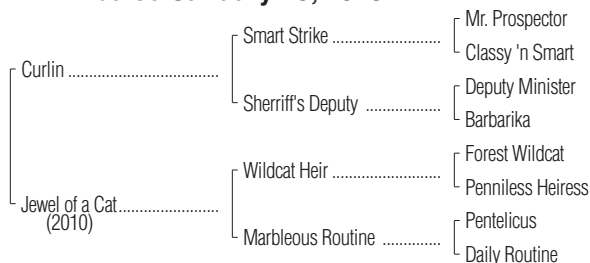 Smart Strike
Mr. Prospector
Classy 'n Smart
Curlin
Sherriff's Deputy
Deputy Minister
Barbarika
Wildcat Heir
Forest Wildcat
Penniless Heiress
Jewel of a Cat
(2010)
Marbleous Routine
Pentelicus
Daily Routine